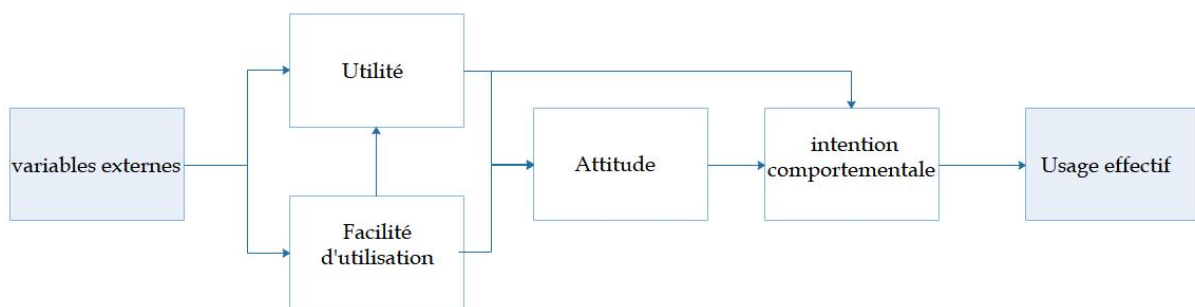 Utilité
variables externes
Facilité
d'utilisation
Attitude
intention
comportementale
Usage effectif